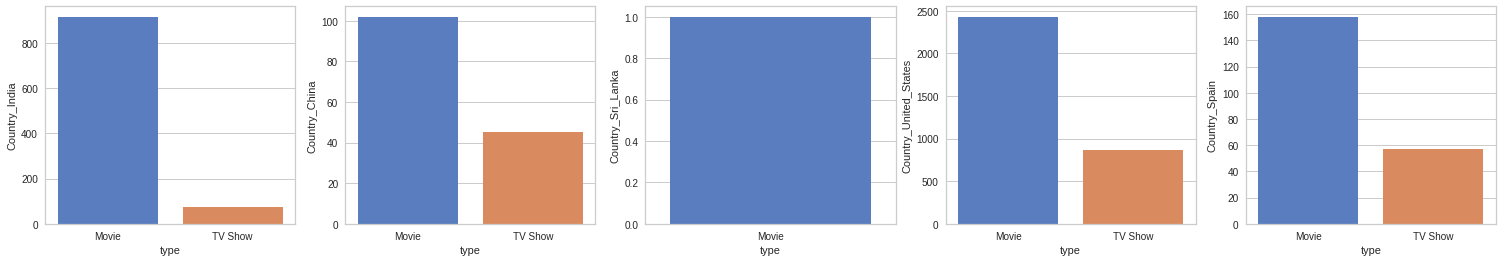 Country_India
800
600
400
200
0
Movie TV Show
type
Country_China
100
80
60
40
20
0
Movie TV Show
type
Country_Sri_Lanka
1.0
0.8
0.6
0.4
0.2
0.0
Movie
type
Country_United_States
2500
2000
1500
1000
500
0
Movie TV Show
type
Country_Spain
160
140
120
100
80
60
40
20
0
Movie TV Show
type